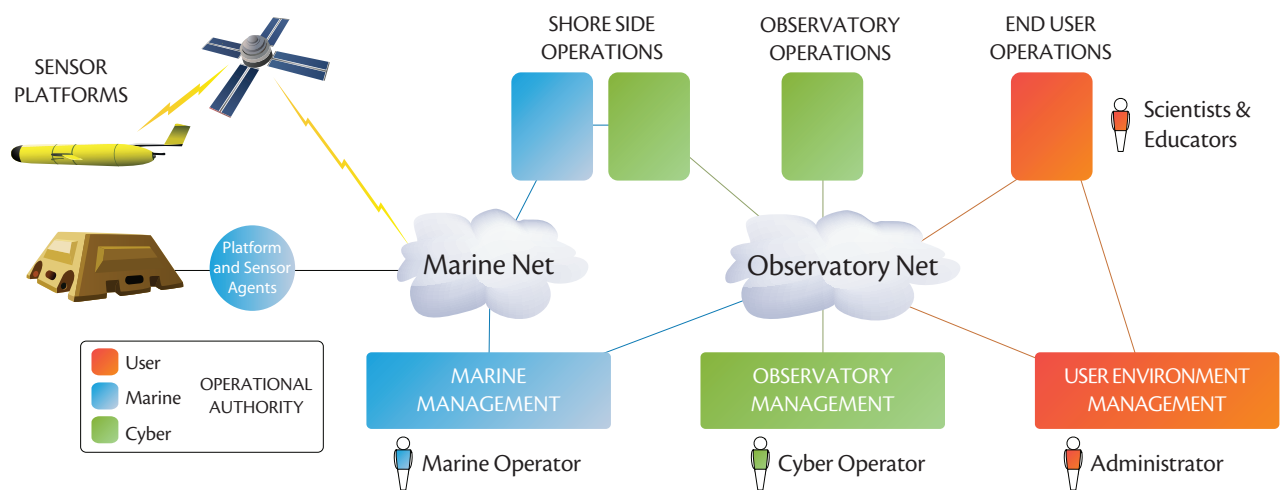 SENSOR
PLATFORMS
SHORE SIDE
OPERATIONS
OBSERVATORY
OPERATIONS
END USER
OPERATIONS
Scientists &
Educators
Platform
and Sensor
Agents
Marine Net
Observatory Net
User
Marine
Cyber
OPERATIONAL
AUTHORITY
MARINE
MANAGEMENT
OBSERVATORY
MANAGEMENT
USER ENVIRONMENT
MANAGEMENT
Marine Operator
Cyber Operator
Administrator